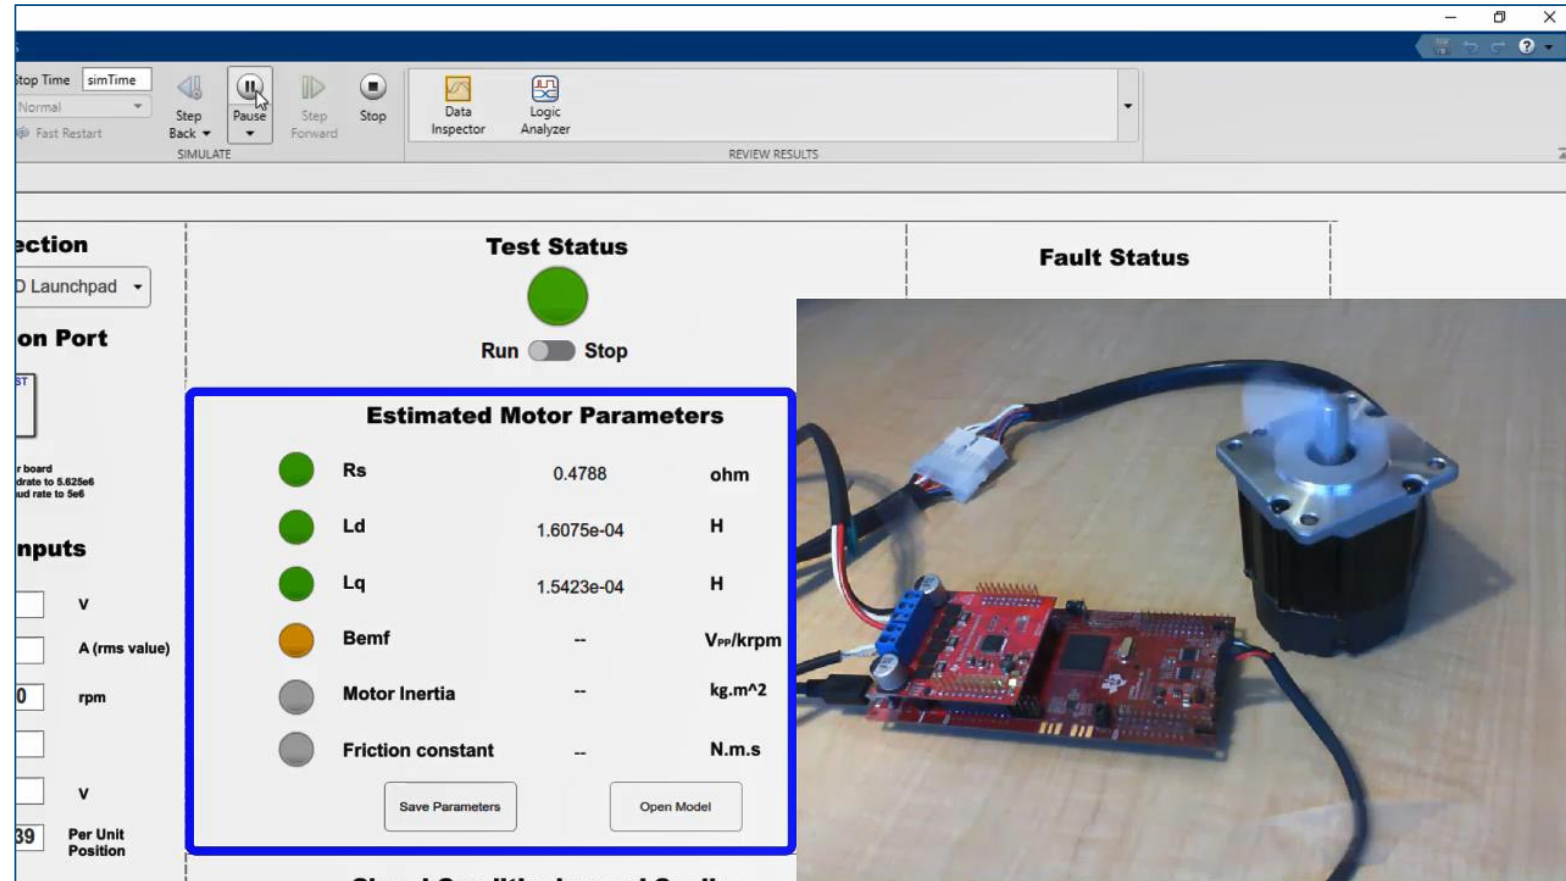 Stop Time simTime
Normal
Fast Restart
Step
Back
Pause
Step
Forward
Stop
Data
Inspector
Logic
Analyzer
SIMULATE
REVIEW RESULTS
ection
D Launchpad
on Port
ST
r board
drate to 5.625e6
ud rate to 5e6
nputs
V
A (rms value)
0 rpm
V
39 Per Unit
Position
Test Status
Run Stop
Fault Status
Estimated Motor Parameters
Rs 0.4788 ohm
Ld 1.6075e-04 H
Lq 1.5423e-04 H
Bemf -- VPP/krpm
Motor Inertia -- kg.m^2
Friction constant -- N.m.s
Save Parameters Open Model